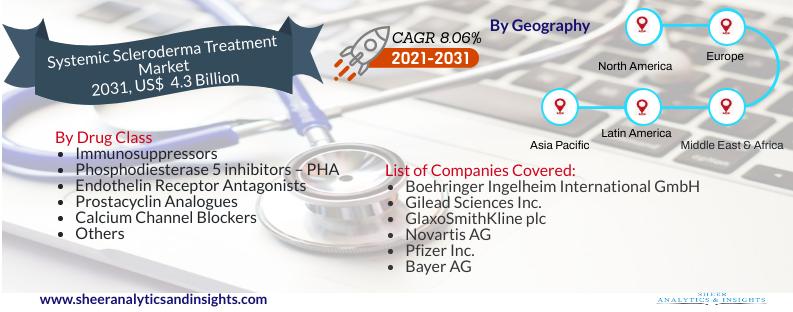 Systemic Scleroderma Treatment
Market
2031, US$ 4.3 Billion
CAGR 8.06%
2021-2031
By Geography
North America
Europe
Asia Pacific
Latin America
Middle East & Africa
By Drug Class
• Immunosuppressors
• Phosphodiesterase 5 inhibitors – PHA
• Endothelin Receptor Antagonists
• Prostacyclin Analogues
• Calcium Channel Blockers
• Others
List of Companies Covered:
• Boehringer Ingelheim International GmbH
• Gilead Sciences Inc.
• GlaxoSmithKline plc
• Novartis AG
• Pfizer Inc.
• Bayer AG
www.sheeranalyticsandinsights.com
SHEER
ANALYTICS & INSIGHTS